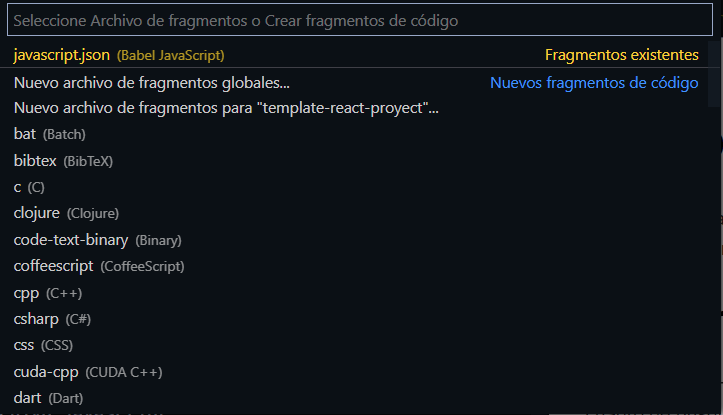 Seleccione Archivo de fragmentos o Crear fragmentos de código
javascript.json (Babel JavaScript) Fragmentos existentes
Nuevo archivo de fragmentos globales... Nuevos fragmentos de código
Nuevo archivo de fragmentos para "template-react-proyect"...
bat (Batch)
bibtex (BibTeX)
c (C)
clojure (Clojure)
code-text-binary (Binary)
coffeescript (CoffeeScript)
cpp (C++)
csharp (C#)
css (CSS)
cuda-cpp (CUDA C++)
dart (Dart)